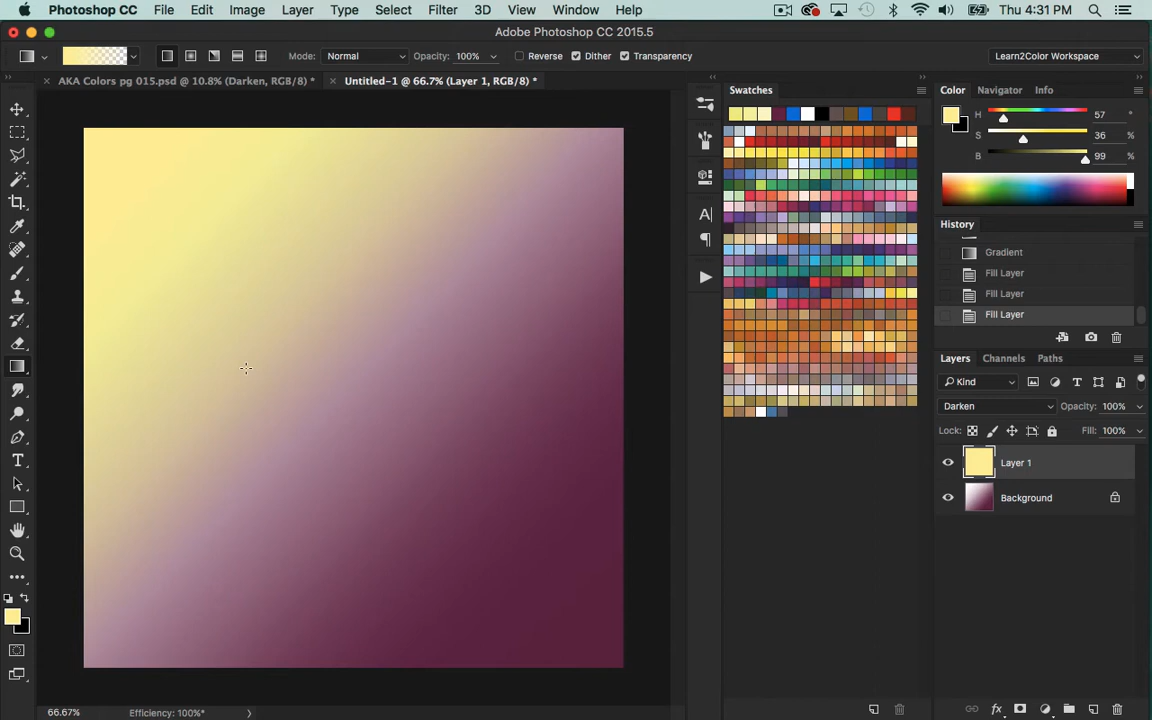 Photoshop CC File Edit Image Layer Type Select Filter 3D View Window Help Thu 4:31 PM
Adobe Photoshop CC 2015.5
Mode: Normal Opacity: 100% Reverse Dither Transparency Learn2Color Workspace
AKA Colors pg 015.psd @ 10.8% (Darken, RGB/8) * Untitled-1 @ 66.7% (Layer 1, RGB/8) *
Swatches
Color Navigator Info
H 57 °
S 36 %
B 99 %
History
Gradient
Fill Layer
Fill Layer
Fill Layer
Layers Channels Paths
Kind
Darken Opacity: 100%
Lock: Fill: 100%
Layer 1
Background
66.67% Efficiency: 100%*